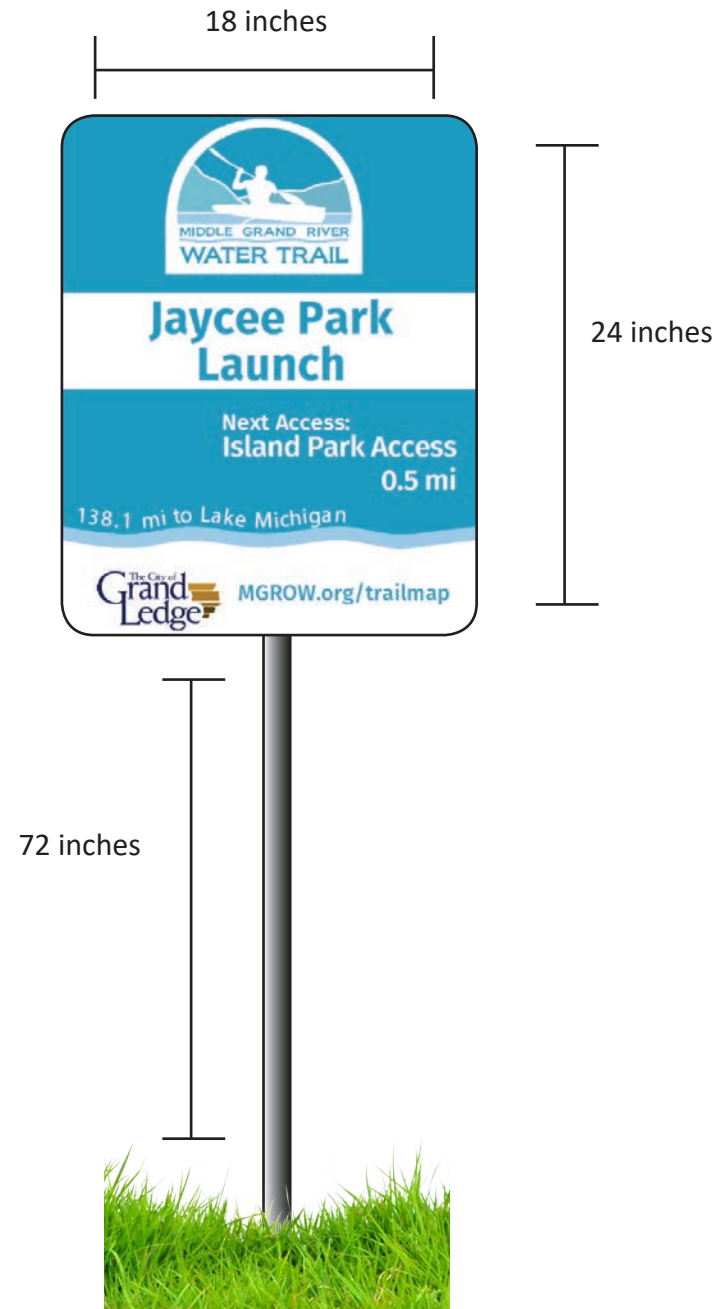 18 inches
MIDDLE GRAND RIVER
WATER TRAIL
Jaycee Park
Launch
24 inches
Next Access:
Island Park Access
0.5 mi
138.1 mi to Lake Michigan
The City of
Grand
Ledge
MGROW.org/trailmap
72 inches